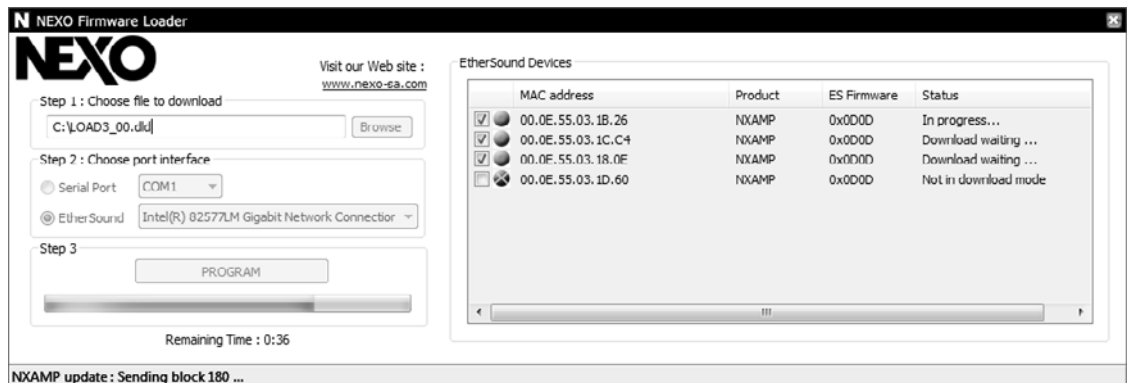 NEXO Firmware Loader
NEXO
Visit our Web site :
www.nexo-sa.com
Step 1 : Choose file to download
C:\LOAD3_00.dld
Browse
Step 2 : Choose port interface
Serial Port
COM1
EtherSound
Intel(R) 82577LM Gigabit Network Connection
Step 3
PROGRAM
Remaining Time : 0:36
EtherSound Devices
MAC address Product ES Firmware Status
00.0E.55.03.1B.26 NXAMP 0x0D0D In progress...
00.0E.55.03.1C.C4 NXAMP 0x0D0D Download waiting ...
00.0E.55.03.18.0E NXAMP 0x0D0D Download waiting ...
00.0E.55.03.1D.60 NXAMP 0x0D0D Not in download mode
NXAMP update : Sending block 180 ...